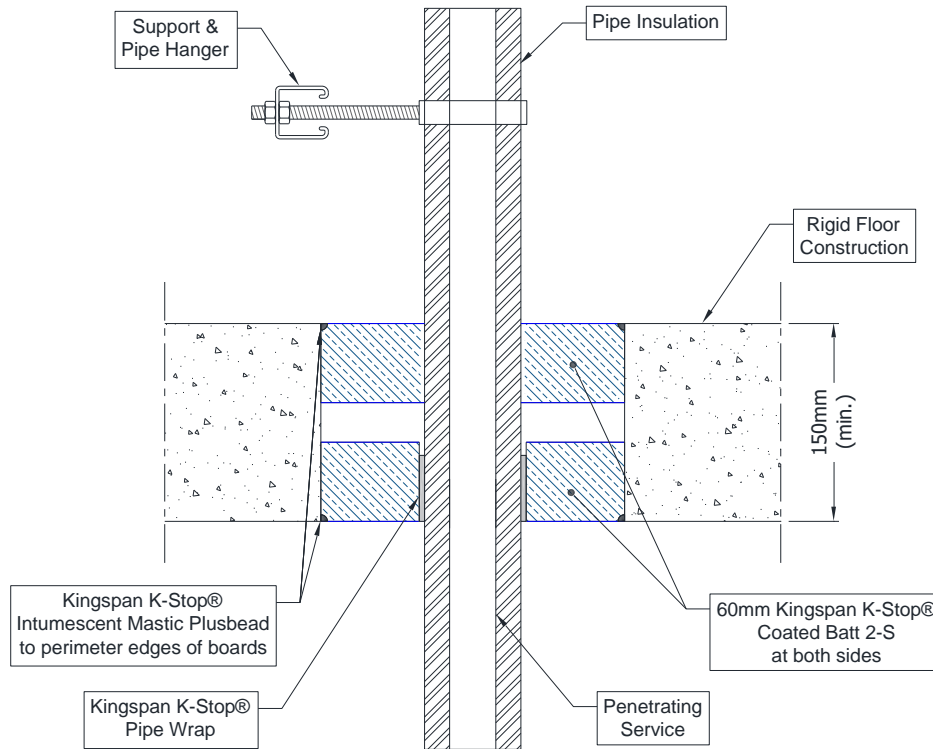 Support &
Pipe Hanger
Pipe Insulation
Rigid Floor
Construction
150mm
(min.)
Kingspan K-Stop®
Intumescent Mastic Plusbead
to perimeter edges of boards
60mm Kingspan K-Stop®
Coated Batt 2-S
at both sides
Kingspan K-Stop®
Pipe Wrap
Penetrating
Service